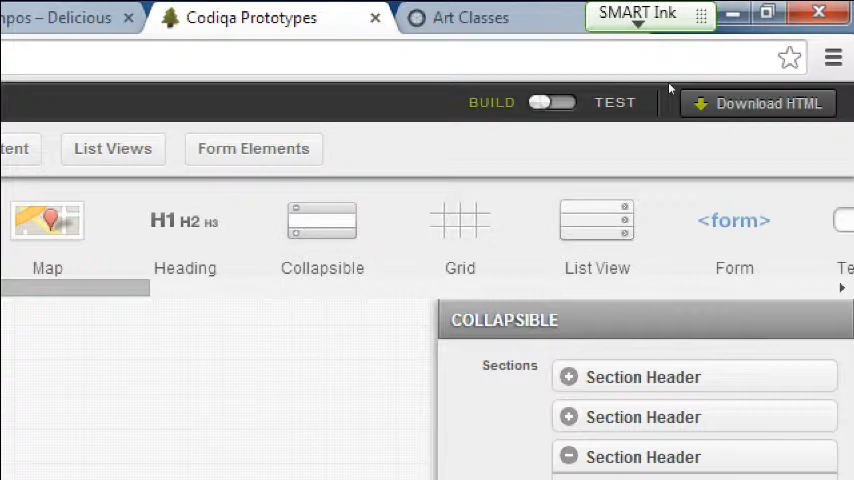 npos – Delicious
Codiqa Prototypes
Art Classes
SMART Ink
BUILD
TEST
Download HTML
tent
List Views
Form Elements
H1 H2 H3
<form>
Map
Heading
Collapsible
Grid
List View
Form
Te
COLLAPSIBLE
Sections
Section Header
Section Header
Section Header